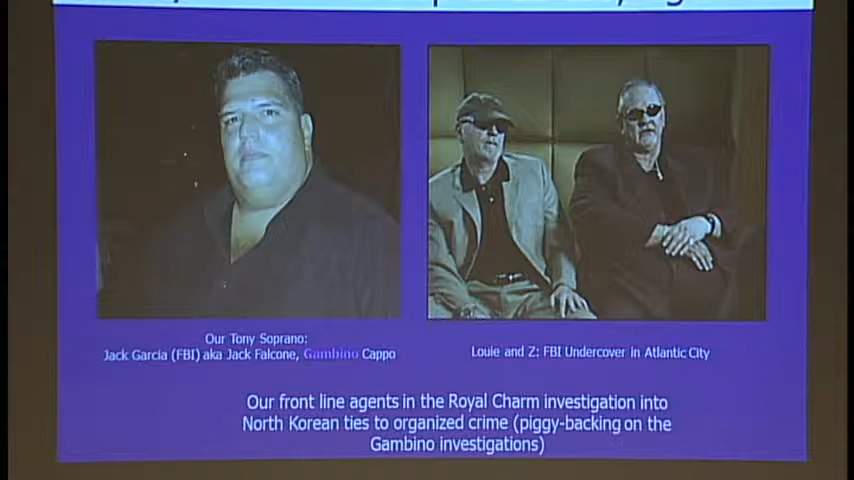 Our Tony Soprano:
Jack Garcia (FBI) aka Jack Falcone, Gambino Cappo
Louie and Z: FBI Undercover in Atlantic City
Our front line agents in the Royal Charm investigation into
North Korean ties to organized crime (piggy-backing on the
Gambino investigations)